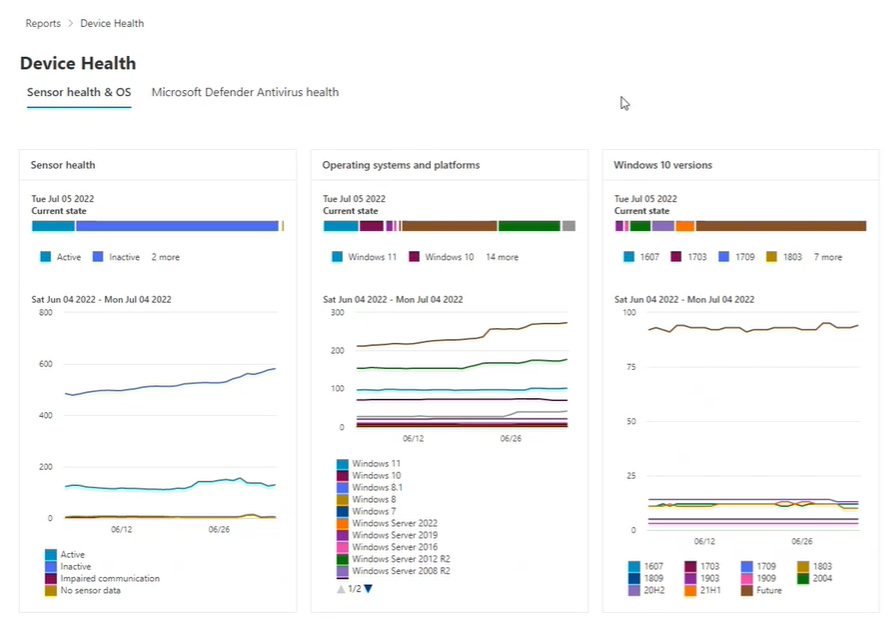 Reports > Device Health
Device Health
Sensor health & OS Microsoft Defender Antivirus health
Sensor health
Tue Jul 05 2022
Current state
Active Inactive 2 more
Sat Jun 04 2022 - Mon Jul 04 2022
800
600
400
200
0
06/12 06/26
Active
Inactive
Impaired communication
No sensor data
Operating systems and platforms
Tue Jul 05 2022
Current state
Windows 11 Windows 10 14 more
Sat Jun 04 2022 - Mon Jul 04 2022
300
200
100
0
06/12 06/26
Windows 11
Windows 10
Windows 8.1
Windows 8
Windows 7
Windows Server 2022
Windows Server 2019
Windows Server 2016
Windows Server 2012 R2
Windows Server 2008 R2
1/2
Windows 10 versions
Tue Jul 05 2022
Current state
1607 1703 1709 1803 7 more
Sat Jun 04 2022 - Mon Jul 04 2022
100
75
50
25
0
06/12 06/26
1607 1703 1709 1803
1809 1903 1909 2004
20H2 21H1 Future